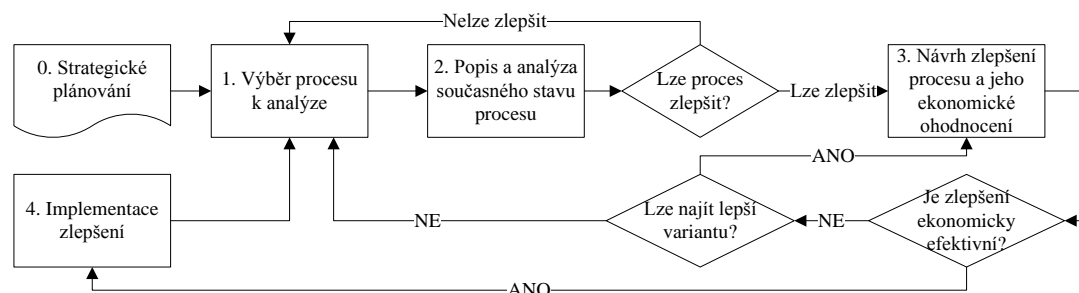 Nelze zlepšit
0. Strategické
plánování
1. Výběr procesu
k analýze
2. Popis a analýza
současného stavu
procesu
Lze proces
zlepšit?
Lze zlepšit
3. Návrh zlepšení
procesu a jeho
ekonomické
ohodnocení
ANO
4. Implementace
zlepšení
NE
Lze najít lepší
variantu?
NE
Je zlepšení
ekonomicky
efektivní?
ANO